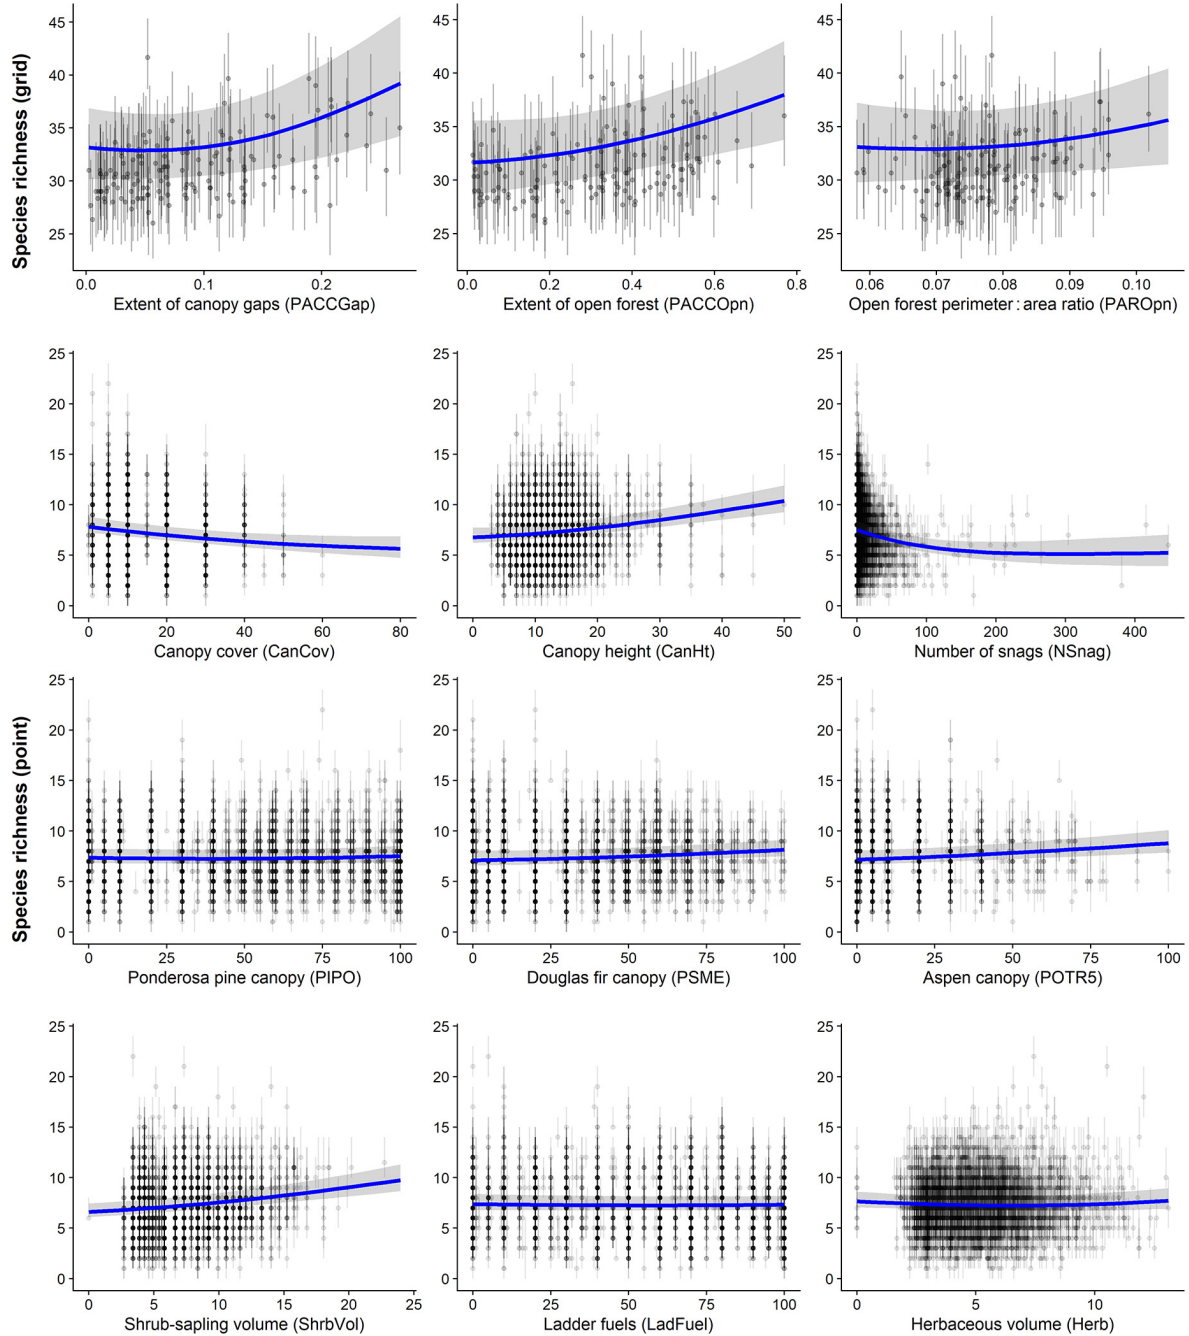 Species richness (grid)
45
40
35
30
25
0.0 0.1 0.2
Extent of canopy gaps (PACCGap)
45
40
35
30
25
0.0 0.2 0.4 0.6 0.8
Extent of open forest (PACCOpn)
45
40
35
30
25
0.06 0.07 0.08 0.09 0.10
Open forest perimeter : area ratio (PAROpn)
Species richness (point)
25
20
15
10
5
0
0 20 40 60 80
Canopy cover (CanCov)
25
20
15
10
5
0
0 10 20 30 40 50
Canopy height (CanHt)
25
20
15
10
5
0
0 100 200 300 400
Number of snags (NSnag)
25
20
15
10
5
0
0 25 50 75 100
Ponderosa pine canopy (PIPO)
25
20
15
10
5
0
0 25 50 75 100
Douglas fir canopy (PSME)
25
20
15
10
5
0
0 25 50 75 100
Aspen canopy (POTR5)
25
20
15
10
5
0
0 5 10 15 20 25
Shrub-sapling volume (ShrbVol)
25
20
15
10
5
0
0 25 50 75 100
Ladder fuels (LadFuel)
25
20
15
10
5
0
0 5 10
Herbaceous volume (Herb)